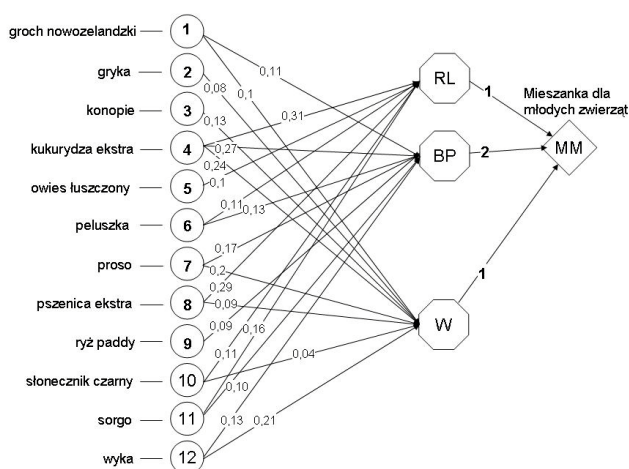 groch nowozelandzki 1
gryka 2
konopie 3
kukurydza ekstra 4
owies łuszczony 5
peluszka 6
proso 7
pszenica ekstra 8
ryż paddy 9
słonecznik czarny 10
sorgo 11
wyka 12
0,11
0,08
0,1
0,13
0,31
0,27
0,24
0,1
0,11
0,13
0,17
0,2
0,29
0,09
0,09
0,16
0,11
0,04
0,10
0,13
0,21
RL
BP
W
1
2
1
Mieszanka dla
młodych zwierząt
MM